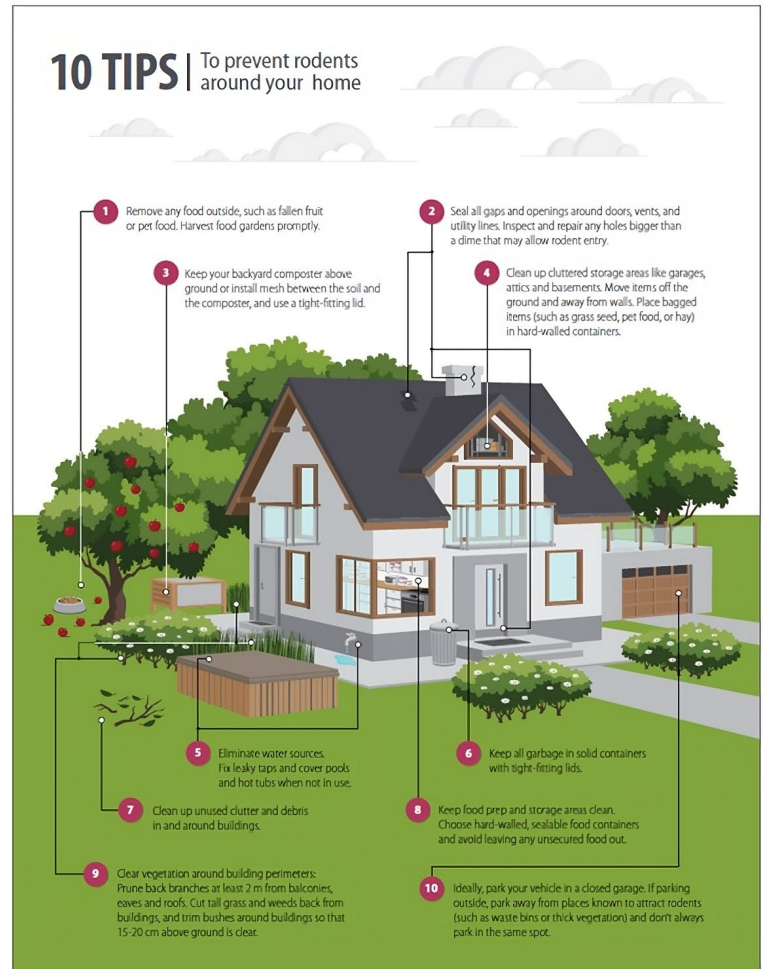 10 TIPS
To prevent rodents
around your home
1
Remove any food outside, such as fallen fruit
or pet food. Harvest food gardens promptly.
2
Seal all gaps and openings around doors, vents, and
utility lines. Inspect and repair any holes bigger than
a dime that may allow rodent entry.
3
Keep your backyard composter above
ground or install mesh between the soil and
the composter, and use a tight-fitting lid.
4
Clean up cluttered storage areas like garages,
attics and basements. Move items off the
ground and away from walls. Place bagged
items (such as grass seed, pet food, or hay)
in hard-walled containers.
5
Eliminate water sources.
Fix leaky taps and cover pools
and hot tubs when not in use.
6
Keep all garbage in solid containers
with tight-fitting lids.
7
Clean up unused clutter and debris
in and around buildings.
8
Keep food prep and storage areas clean.
Choose hard-walled, sealable food containers
and avoid leaving any unsecured food out.
9
Clear vegetation around building perimeters:
Prune back branches at least 2 m from balconies,
eaves and roofs. Cut tall grass and weeds back from
buildings, and trim bushes around buildings so that
15-20 cm above ground is clear.
10
Ideally, park your vehicle in a closed garage. If parking
outside, park away from places known to attract rodents
(such as waste bins or thick vegetation) and don't always
park in the same spot.